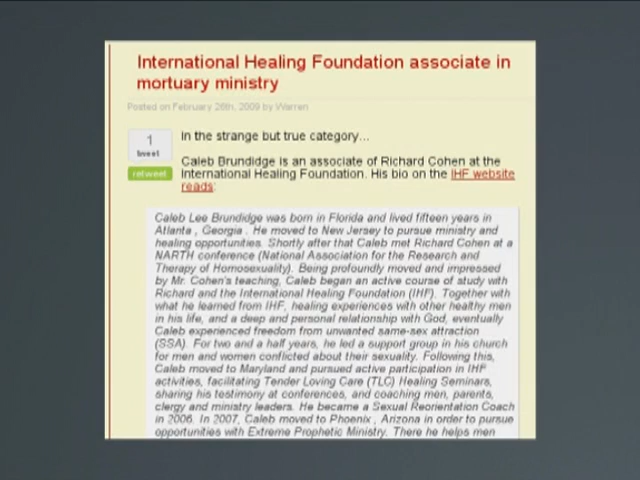 International Healing Foundation associate in
mortuary ministry
Posted on February 26th, 2009 by Warren
1
tweet
retweet
In the strange but true category...
Caleb Brundidge is an associate of Richard Cohen at the
International Healing Foundation. His bio on the IHF website
reads:
Caleb Lee Brundidge was born in Florida and lived fifteen years in
Atlanta , Georgia . He moved to New Jersey to pursue ministry and
healing opportunities. Shortly after that Caleb met Richard Cohen at a
NARTH conference (National Association for the Research and
Therapy of Homosexuality). Being profoundly moved and impressed
by Mr. Cohen's teaching, Caleb began an active course of study with
Richard and the International Healing Foundation (IHF). Together with
what he learned from IHF, healing experiences with other healthy men
in his life, and a deep and personal relationship with God, eventually
Caleb experienced freedom from unwanted same-sex attraction
(SSA). For two and a half years, he led a support group in his church
for men and women conflicted about their sexuality. Following this,
Caleb moved to Maryland and pursued active participation in IHF
activities, facilitating Tender Loving Care (TLC) Healing Seminars,
sharing his testimony at conferences, and coaching men, parents,
clergy and ministry leaders. He became a Sexual Reorientation Coach
in 2006. In 2007, Caleb moved to Phoenix , Arizona in order to pursue
opportunities with Extreme Prophetic Ministry. There he helps men